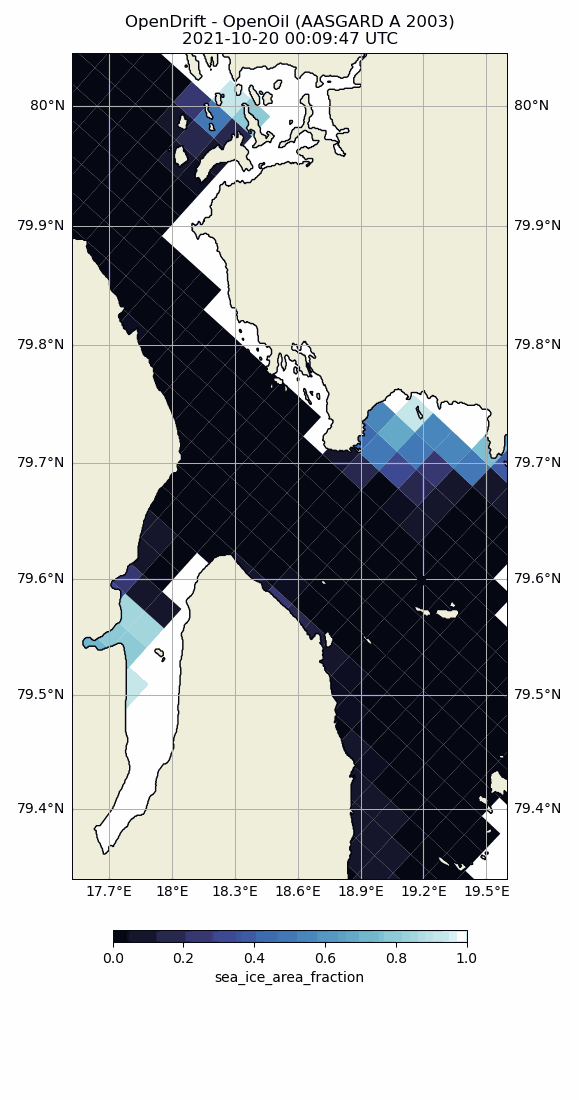 OpenDrift - OpenOil (AASGARD A 2003)
2021-10-20 00:09:47 UTC
80°N 80°N
79.9°N 79.9°N
79.8°N 79.8°N
79.7°N 79.7°N
79.6°N 79.6°N
79.5°N 79.5°N
79.4°N 79.4°N
17.7°E 18°E 18.3°E 18.6°E 18.9°E 19.2°E 19.5°E
0.0 0.2 0.4 0.6 0.8 1.0
sea_ice_area_fraction